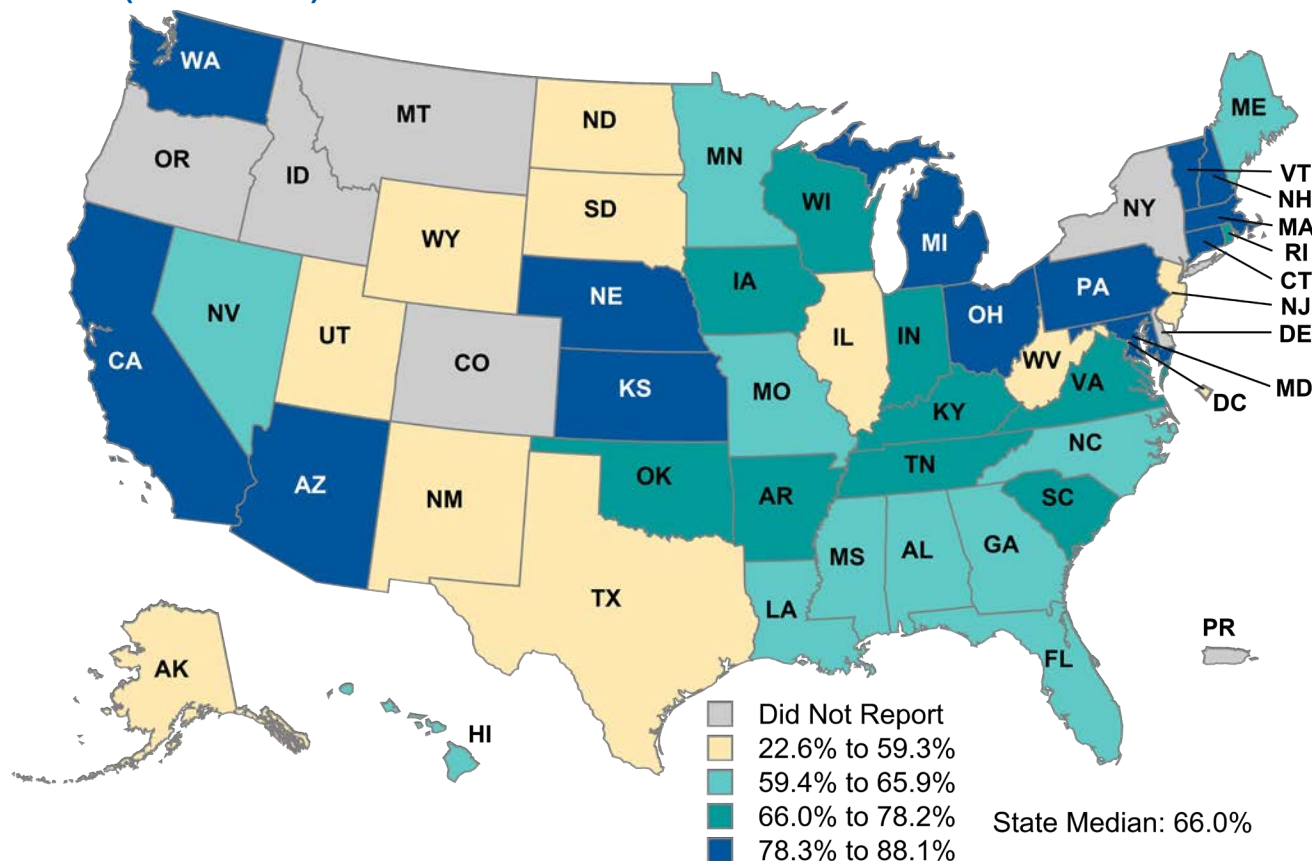 WA
MT
ND
MN
ME
OR
ID
VT
NH
WI
NY
MA
SD
WY
MI
RI
CT
IA
NE
PA
NJ
NV
UT
OH
DE
IL
IN
CA
CO
WV
KS
MO
VA
MD
DC
KY
NC
TN
OK
AZ
NM
AR
SC
MS
AL
GA
TX
LA
PR
FL
AK
HI
Did Not Report
22.6% to 59.3%
59.4% to 65.9%
66.0% to 78.2%
State Median: 66.0%
78.3% to 88.1%